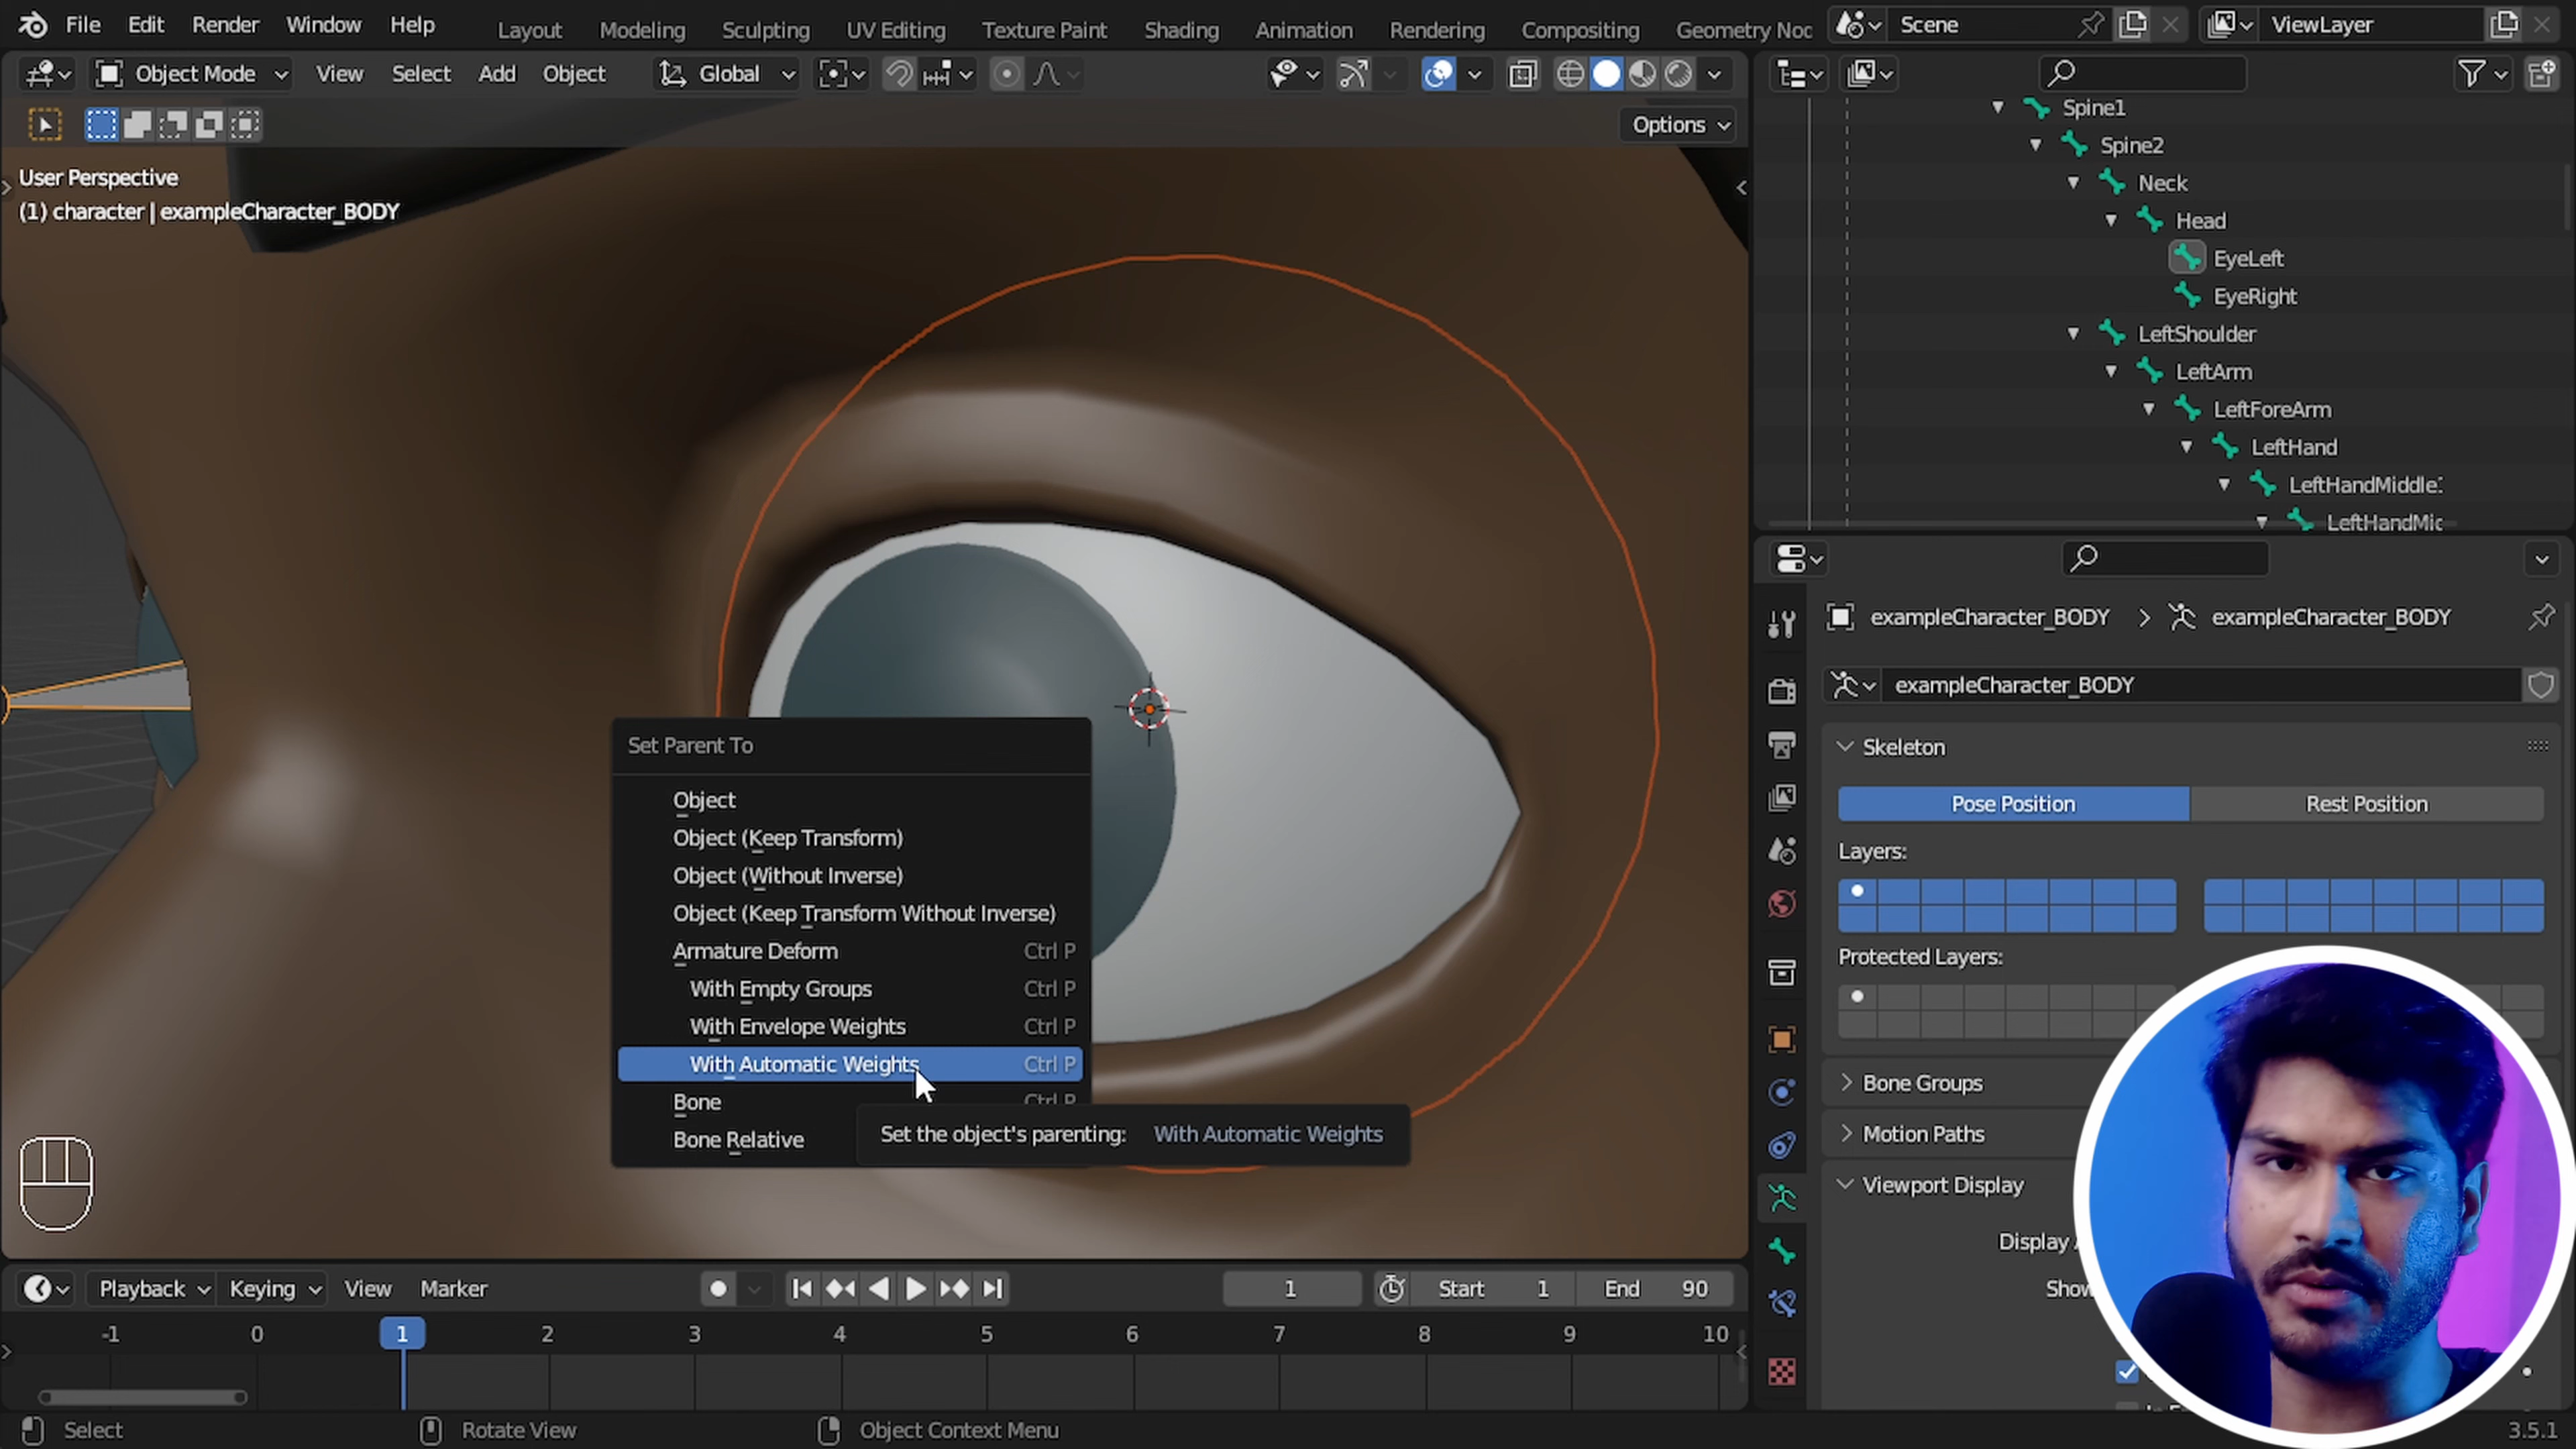 File Edit Render Window Help Layout Modeling Sculpting UV Editing Texture Paint Shading Animation Rendering Compositing Geometry Noc Scene ViewLayer
Object Mode View Select Add Object Global
Options
User Perspective
(1) character | exampleCharacter_BODY
Set Parent To
Object
Object (Keep Transform)
Object (Without Inverse)
Object (Keep Transform Without Inverse)
Armature Deform Ctrl P
With Empty Groups Ctrl P
With Envelope Weights Ctrl P
With Automatic Weights Ctrl P
Bone Ctrl P
Bone Relative
Set the object's parenting: With Automatic Weights
Spine1
Spine2
Neck
Head
EyeLeft
EyeRight
LeftShoulder
LeftArm
LeftForeArm
LeftHand
LeftHandMiddle:
LeftHandMic
exampleCharacter_BODY > exampleCharacter_BODY
exampleCharacter_BODY
Skeleton
Pose Position Rest Position
Layers:
Protected Layers:
Bone Groups
Motion Paths
Viewport Display
Display
Show
Playback Keying View Marker 1 Start 1 End 90
-1 0 1 2 3 4 5 6 7 8 9 10
Select Rotate View Object Context Menu 3.5.1